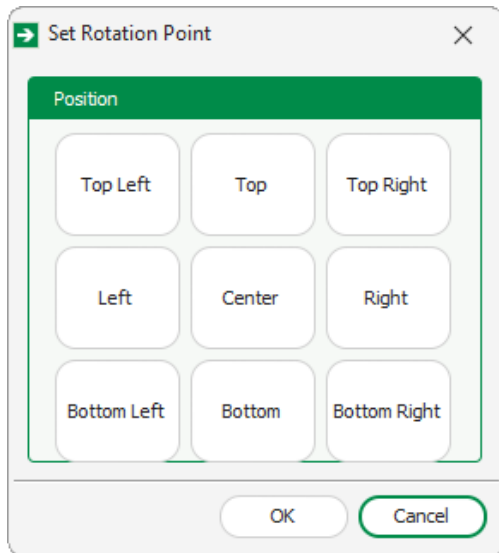 Set Rotation Point
Position
Top Left Top Top Right
Left Center Right
Bottom Left Bottom Bottom Right
OK Cancel